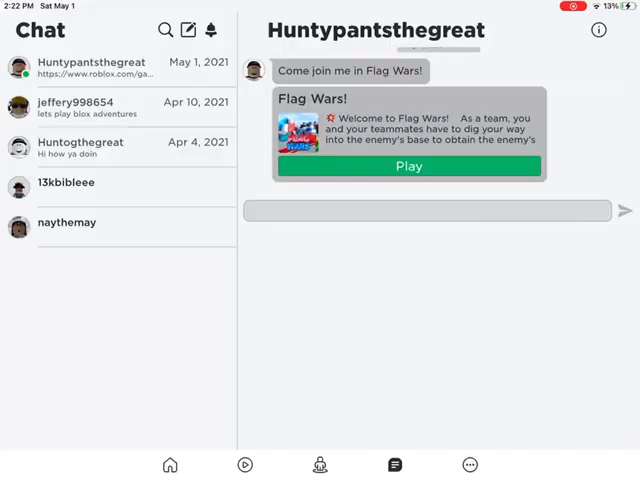 2:22 PM Sat May 1
13%
Chat
Huntypantsthegreat May 1, 2021
https://www.roblox.com/ga...
jeffery998654 Apr 10, 2021
lets play blox adventures
Huntogthegreat Apr 4, 2021
Hi how ya doin
13kbibleee
naythemay
Huntypantsthegreat
Come join me in Flag Wars!
Flag Wars!
Welcome to Flag Wars! As a team, you
and your teammates have to dig your way
into the enemy's base to obtain the enemy's
FLAG
WARS
Play